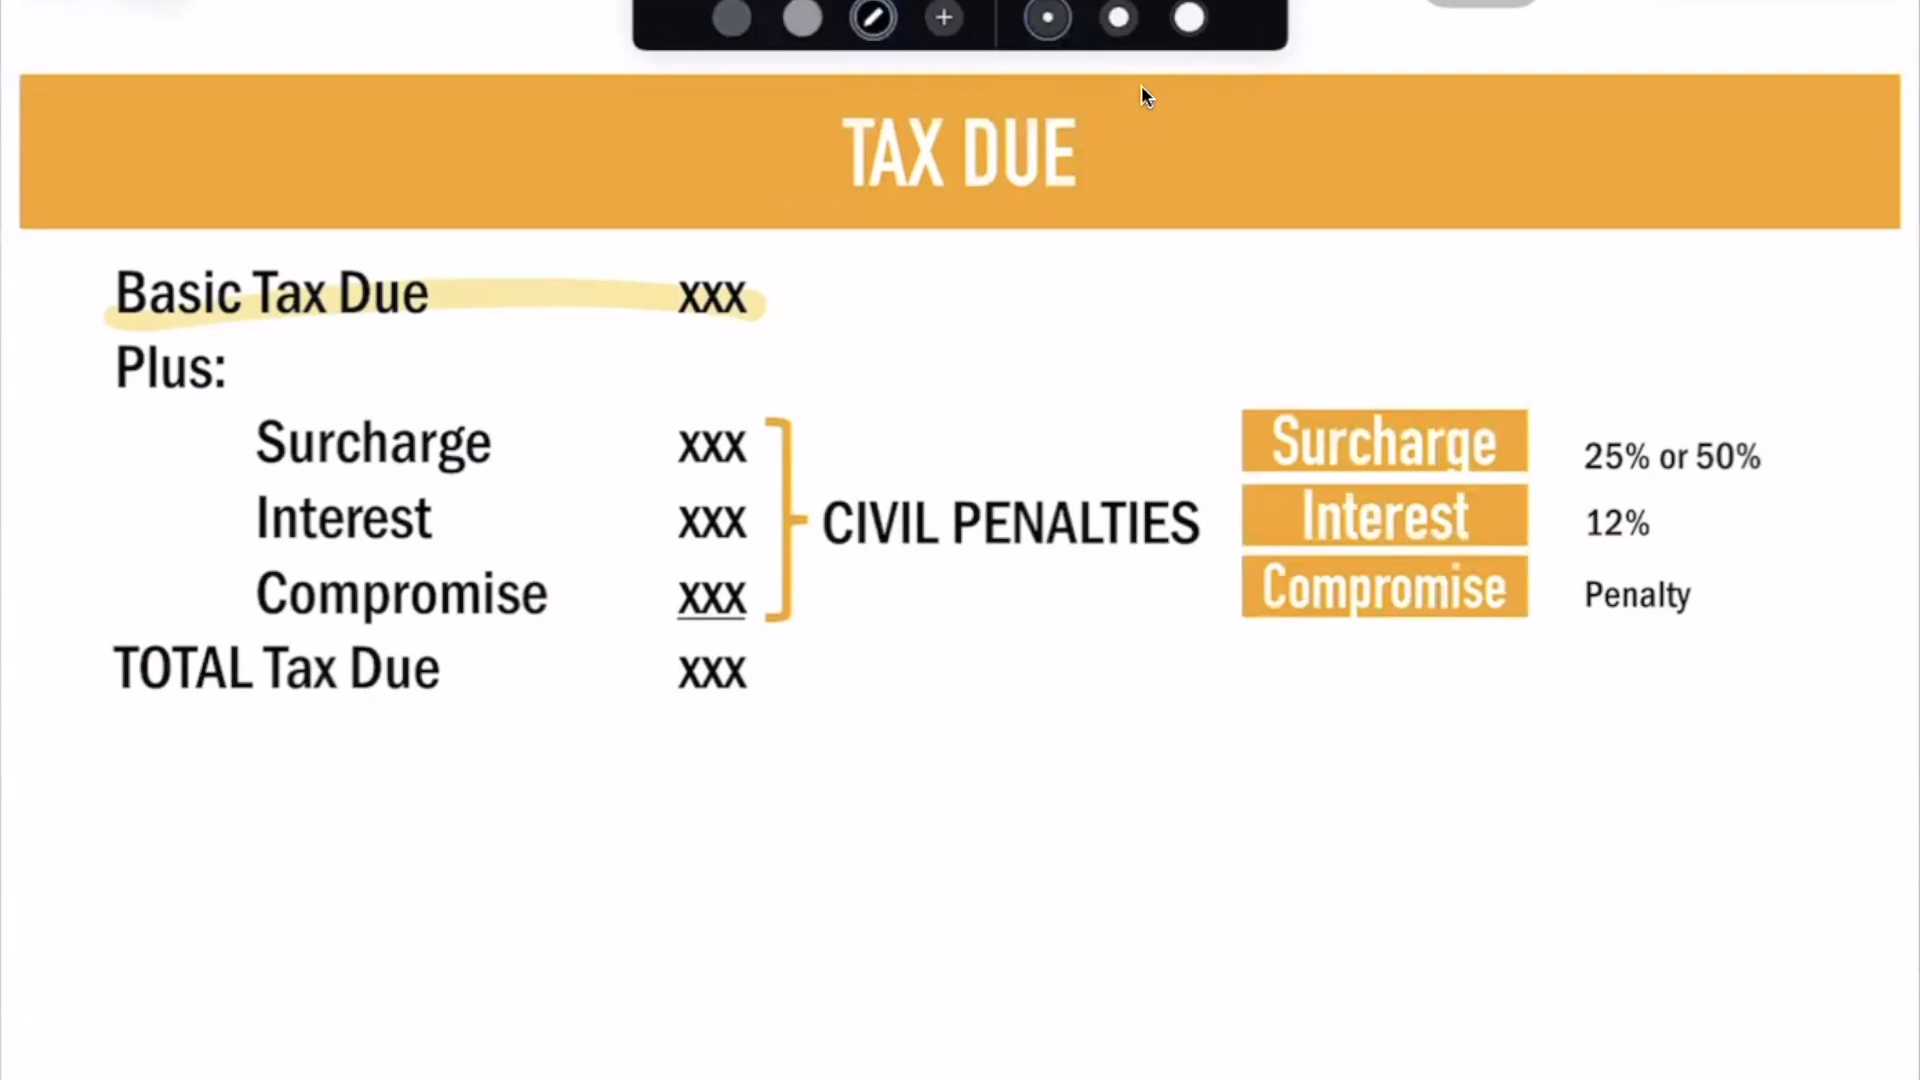 TAX DUE
Basic Tax Due xxx
Plus:
Surcharge xxx
Interest xxx
Compromise xxx
TOTAL Tax Due xxx
CIVIL PENALTIES
Surcharge 25% or 50%
Interest 12%
Compromise Penalty